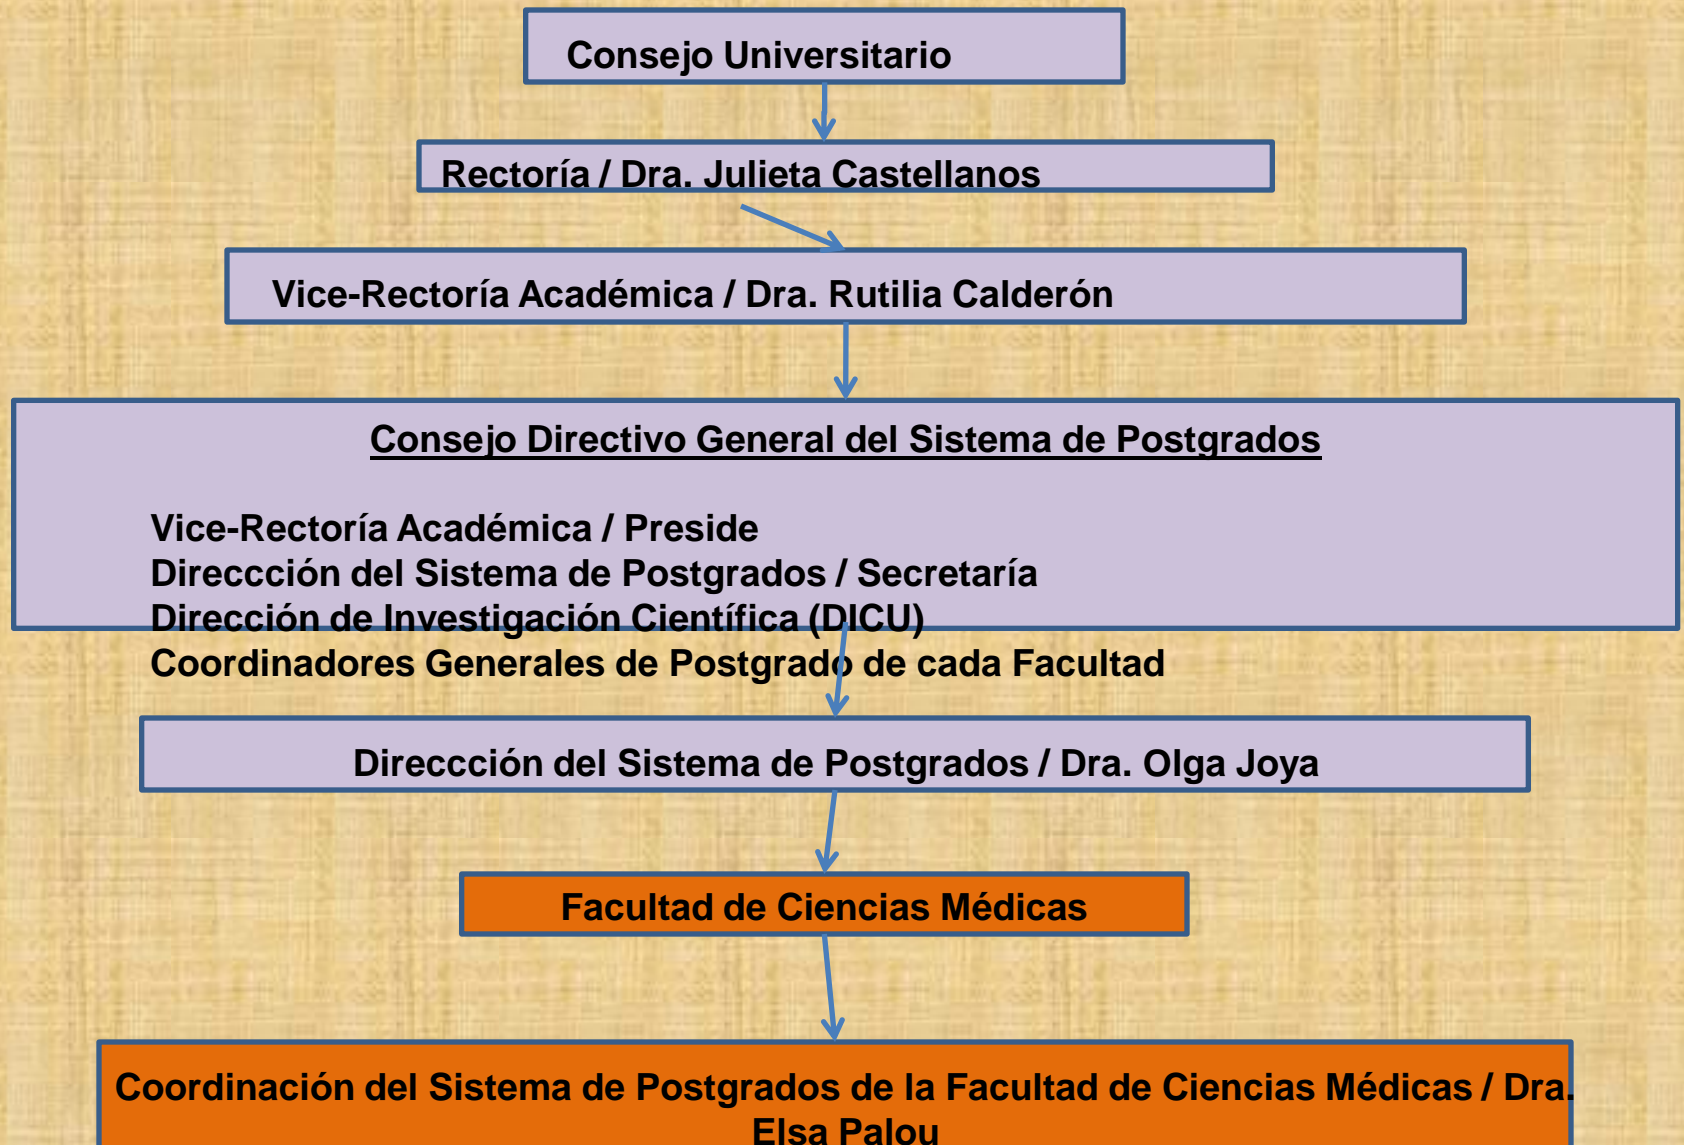 Consejo Universitario
Rectoría / Dra. Julieta Castellanos
Vice-Rectoría Académica / Dra. Rutilia Calderón
Consejo Directivo General del Sistema de Postgrados
Vice-Rectoría Académica / Preside
Direccción del Sistema de Postgrados / Secretaría
Dirección de Investigación Científica (DICU)
Coordinadores Generales de Postgrado de cada Facultad
Direccción del Sistema de Postgrados / Dra. Olga Joya
Facultad de Ciencias Médicas
Coordinación del Sistema de Postgrados de la Facultad de Ciencias Médicas / Dra.
Elsa Palou